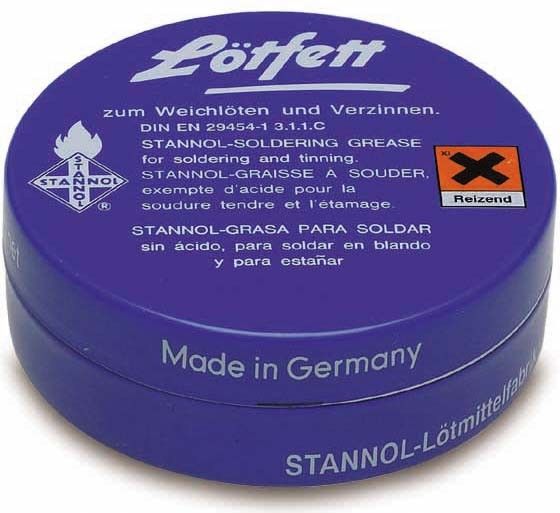 Lötfett
zum Weichlöten und Verzinnen.
DIN EN 29454-1 3.1.1.C
STANNOL-SOLDERING GREASE
for soldering and tinning.
STANNOL-GRAISSE A SOUDER,
exempte d'acide pour la
soudure tendre et l'étamage.
STANNOL-GRASA PARA SOLDAR
sin ácido, para soldar en blando
y para estañar
STANNOL
STANNOL
®
Xi
Reizend
Made in Germany
STANNOL-Lötmittelfabrik